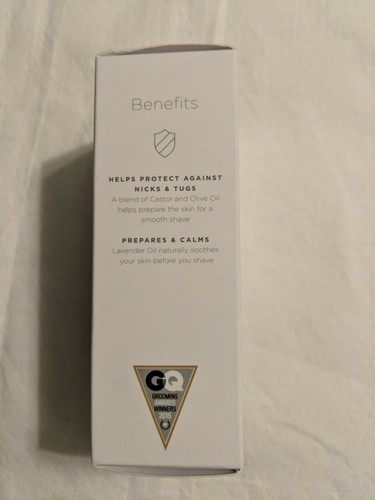 Benefits
HELPS PROTECT AGAINST
NICKS & TUGS
A blend of Castor and Olive Oil
helps prepare the skin for a
smooth shave
PREPARES & CALMS
Lavender Oil naturally soothes
your skin before you shave
GQ
GROOMING
AWARDS
WINNERS
2015